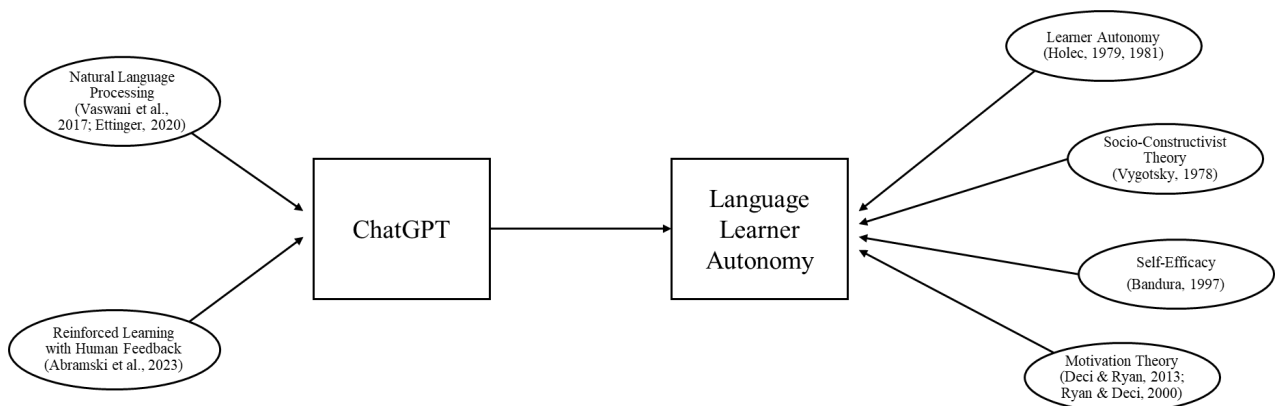 Natural Language
Processing
(Vaswani et al.,
2017; Ettinger, 2020)
Reinforced Learning
with Human Feedback
(Abramski et al., 2023)
ChatGPT
Language
Learner
Autonomy
Learner Autonomy
(Holec, 1979, 1981)
Socio-Constructivist
Theory
(Vygotsky, 1978)
Self-Efficacy
(Bandura, 1997)
Motivation Theory
(Deci & Ryan, 2013;
Ryan & Deci, 2000)